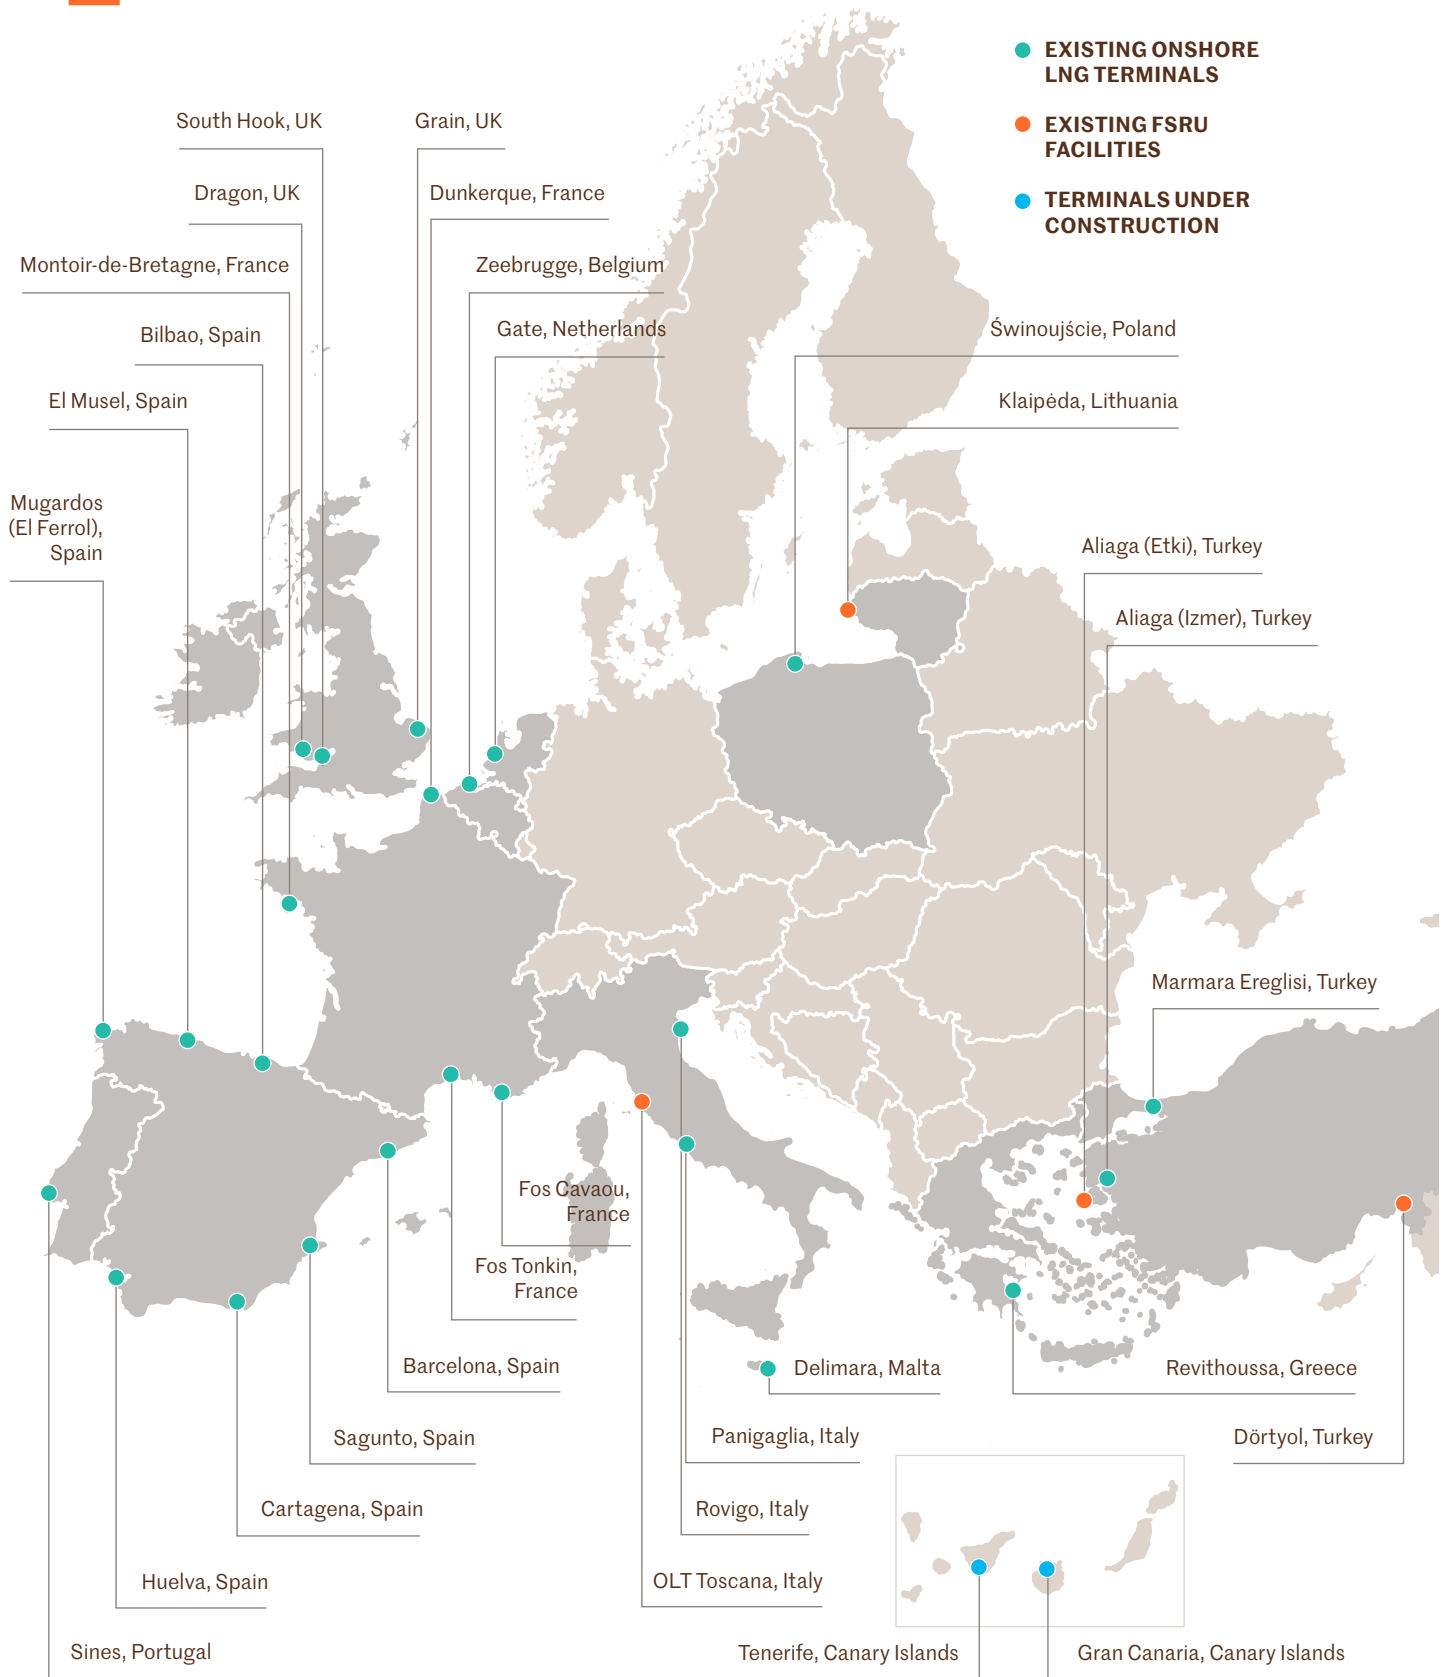 EXISTING ONSHORE
LNG TERMINALS
EXISTING FSRU
FACILITIES
TERMINALS UNDER
CONSTRUCTION
South Hook, UK
Grain, UK
Dragon, UK
Dunkerque, France
Montoir-de-Bretagne, France
Zeebrugge, Belgium
Bilbao, Spain
Gate, Netherlands
Świnoujście, Poland
El Musel, Spain
Klaipėda, Lithuania
Mugardos
(El Ferrol),
Spain
Aliaga (Etki), Turkey
Aliaga (Izmer), Turkey
Marmara Ereglisi, Turkey
Fos Cavaou,
France
Fos Tonkin,
France
Barcelona, Spain
Delimara, Malta
Revithoussa, Greece
Sagunto, Spain
Panigaglia, Italy
Dörtyol, Turkey
Cartagena, Spain
Rovigo, Italy
Huelva, Spain
OLT Toscana, Italy
Sines, Portugal
Tenerife, Canary Islands
Gran Canaria, Canary Islands